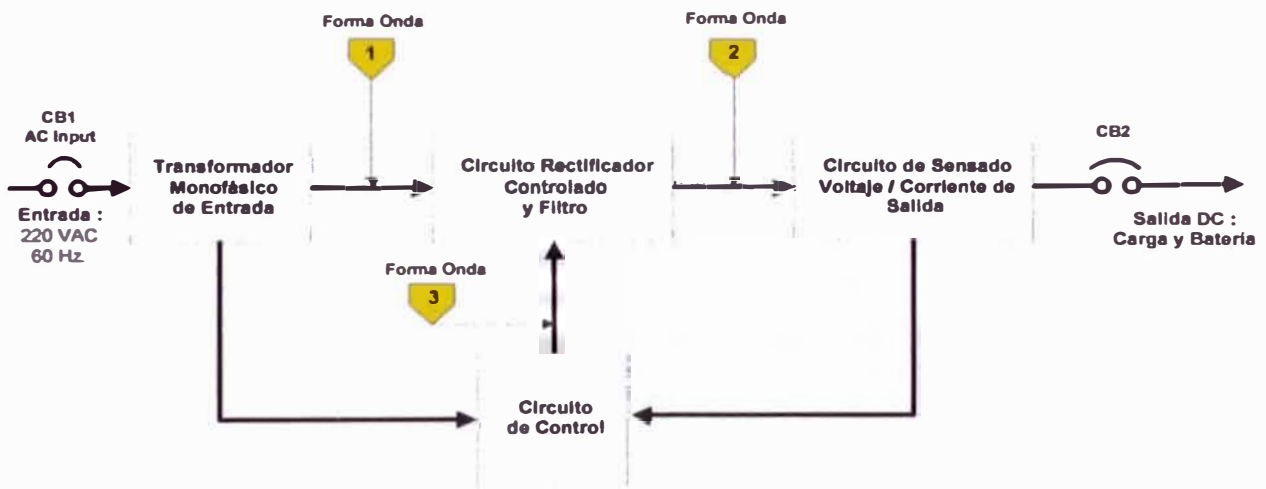 Forma Onda
1
Forma Onda
2
CB1
AC Input
Entrada :
220 VAC
60 Hz
Transformador
Monofásico
de Entrada
Circuito Rectificador
Controlado
y Filtro
Circuito de Sensado
Voltaje / Corriente de
Salida
CB2
Salida DC :
Carga y Batería
Forma Onda
3
Circuito
de Control